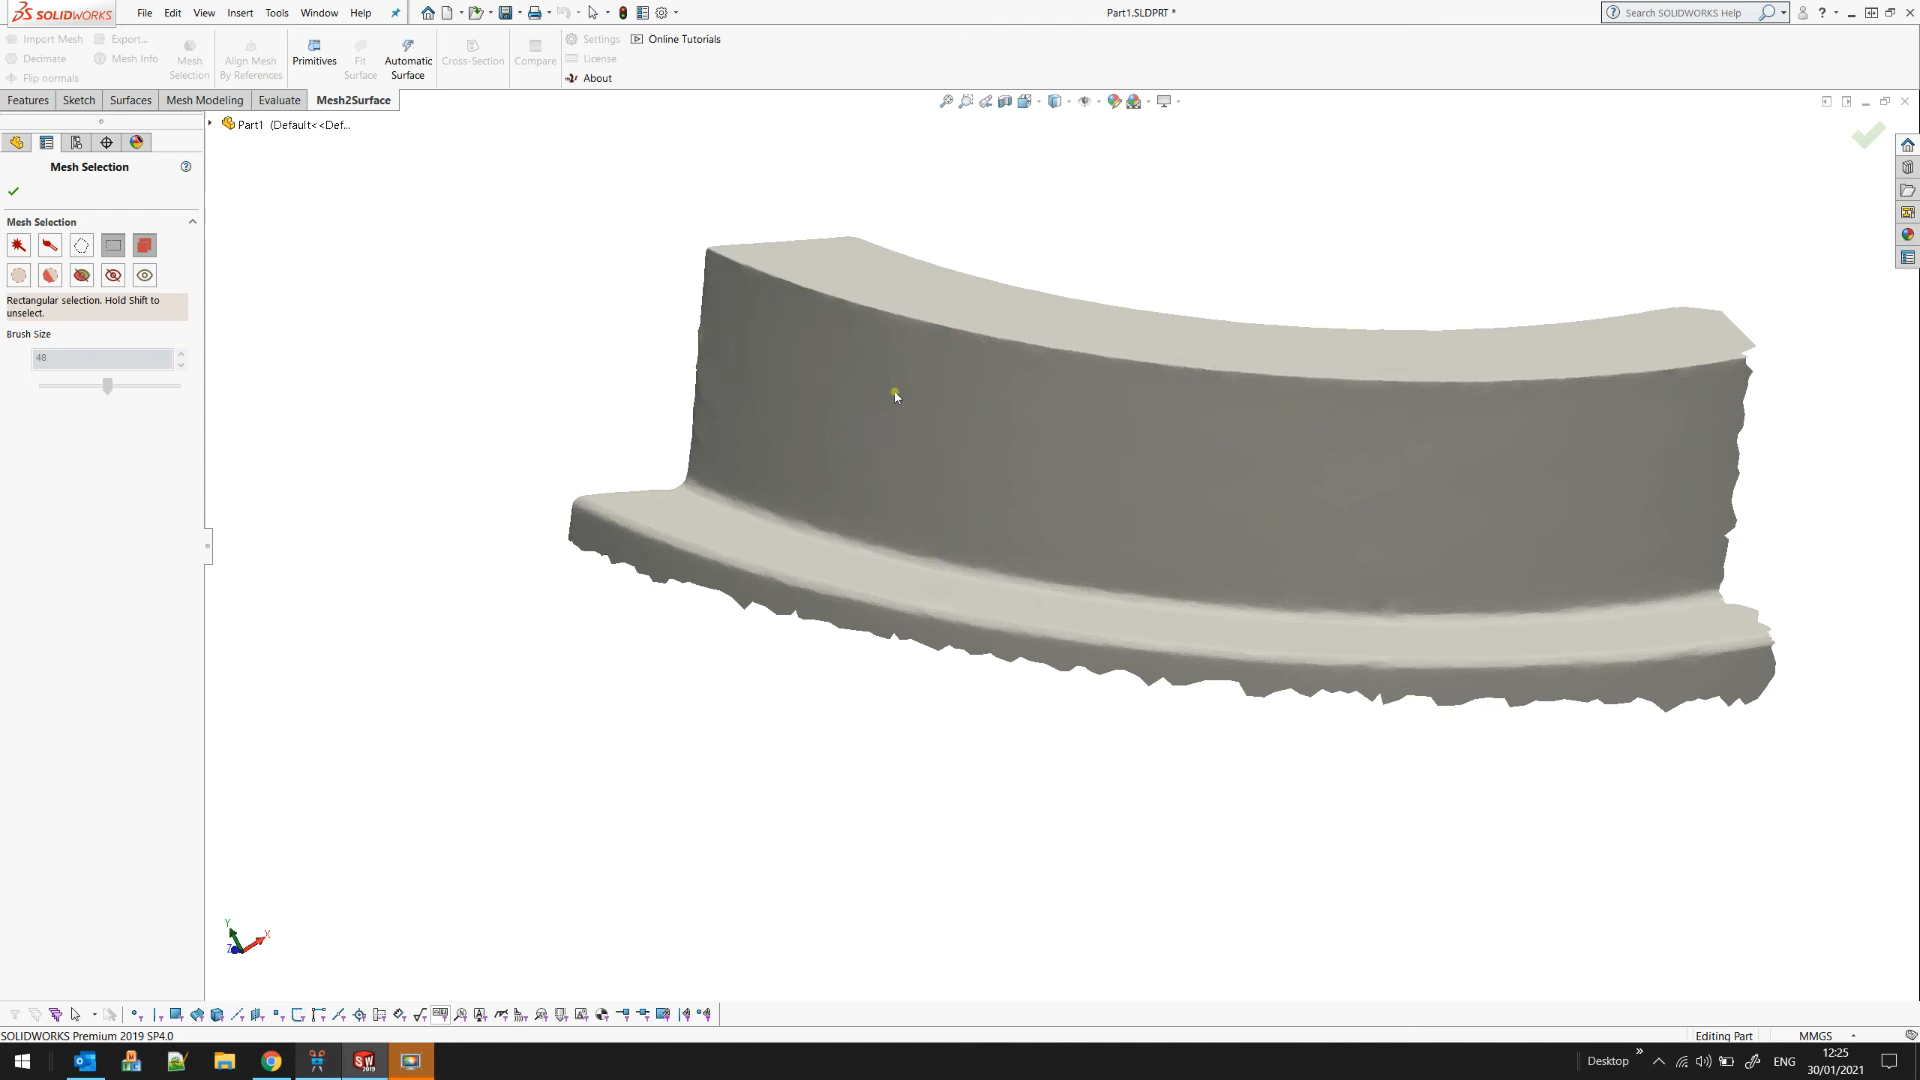 SOLIDWORKS File Edit View Insert Tools Window Help Part1.SLDPRT * Search SOLIDWORKS Help
Import Mesh Export...
Decimate Mesh Info
Flip normals
Mesh Selection
Align Mesh By References
Primitives
Fit Surface
Automatic Surface
Cross-Section
Compare
Settings Online Tutorials
License
About
Features Sketch Surfaces Mesh Modeling Evaluate Mesh2Surface
Part1 (Default<<Def...
Mesh Selection
Mesh Selection
Rectangular selection. Hold Shift to
unselect.
Brush Size
48
Y
X
Z
SOLIDWORKS Premium 2019 SP4.0 Editing Part MMGS
Desktop ENG 12:25
30/01/2021